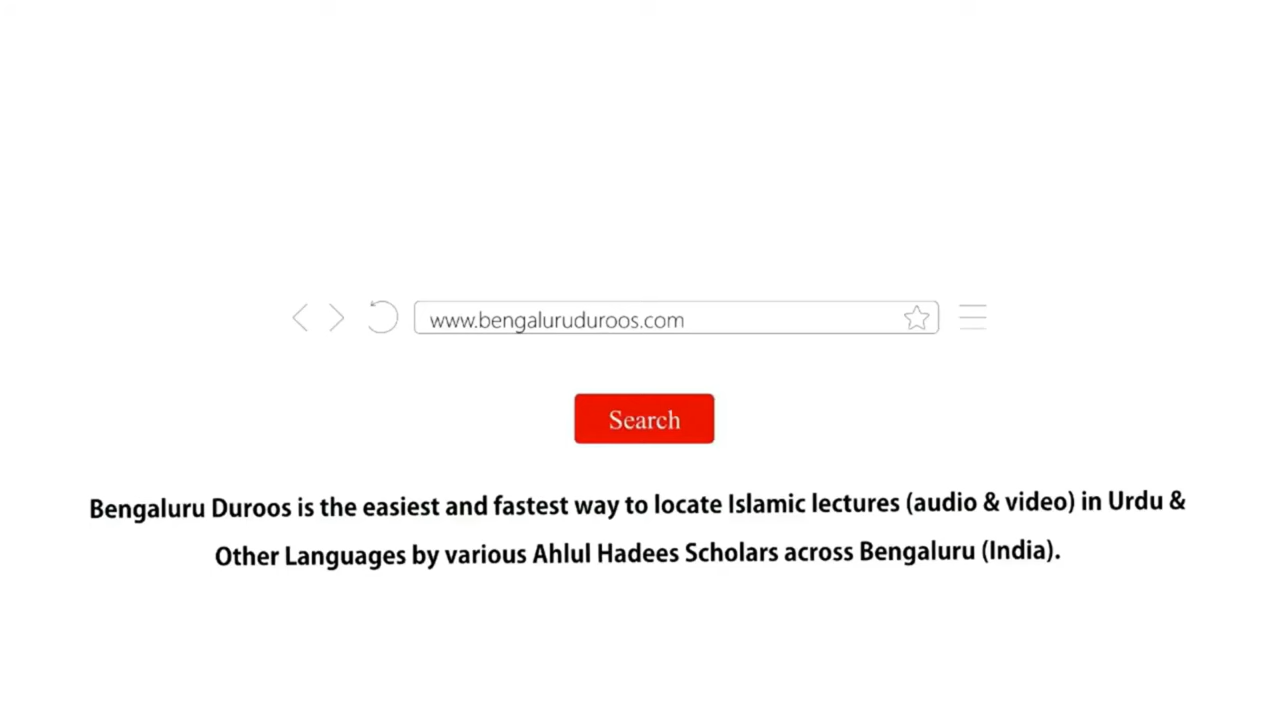 www.bengaluruduroos.com
Search
Bengaluru Duroos is the easiest and fastest way to locate Islamic lectures (audio & video) in Urdu &
Other Languages by various Ahlul Hadees Scholars across Bengaluru (India).